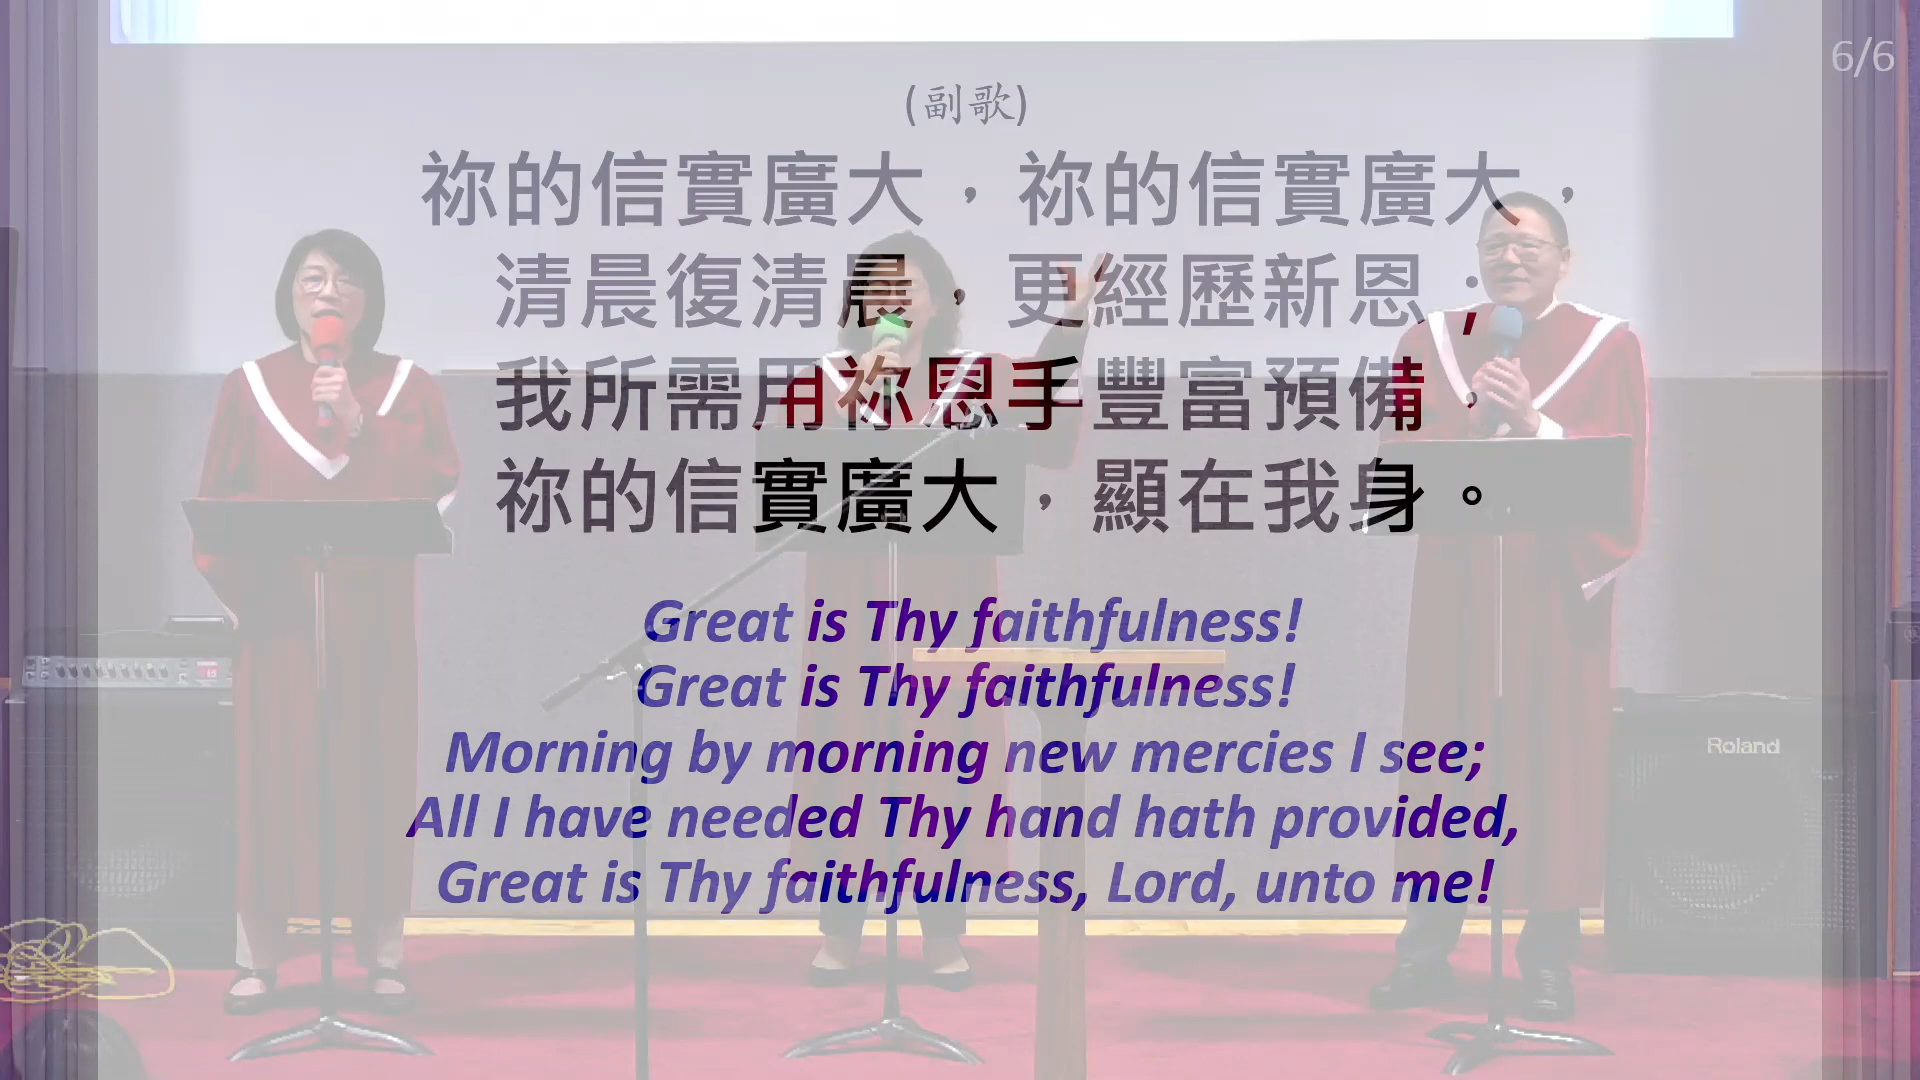 6/6
(副歌)
祢的信實廣大，祢的信實廣大，
清晨復清晨，更經歷新恩；
我所需用祢恩手豐富預備，
祢的信實廣大，顯在我身。
Great is Thy faithfulness!
Great is Thy faithfulness!
Morning by morning new mercies I see;
All I have needed Thy hand hath provided,
Great is Thy faithfulness, Lord, unto me!
Roland